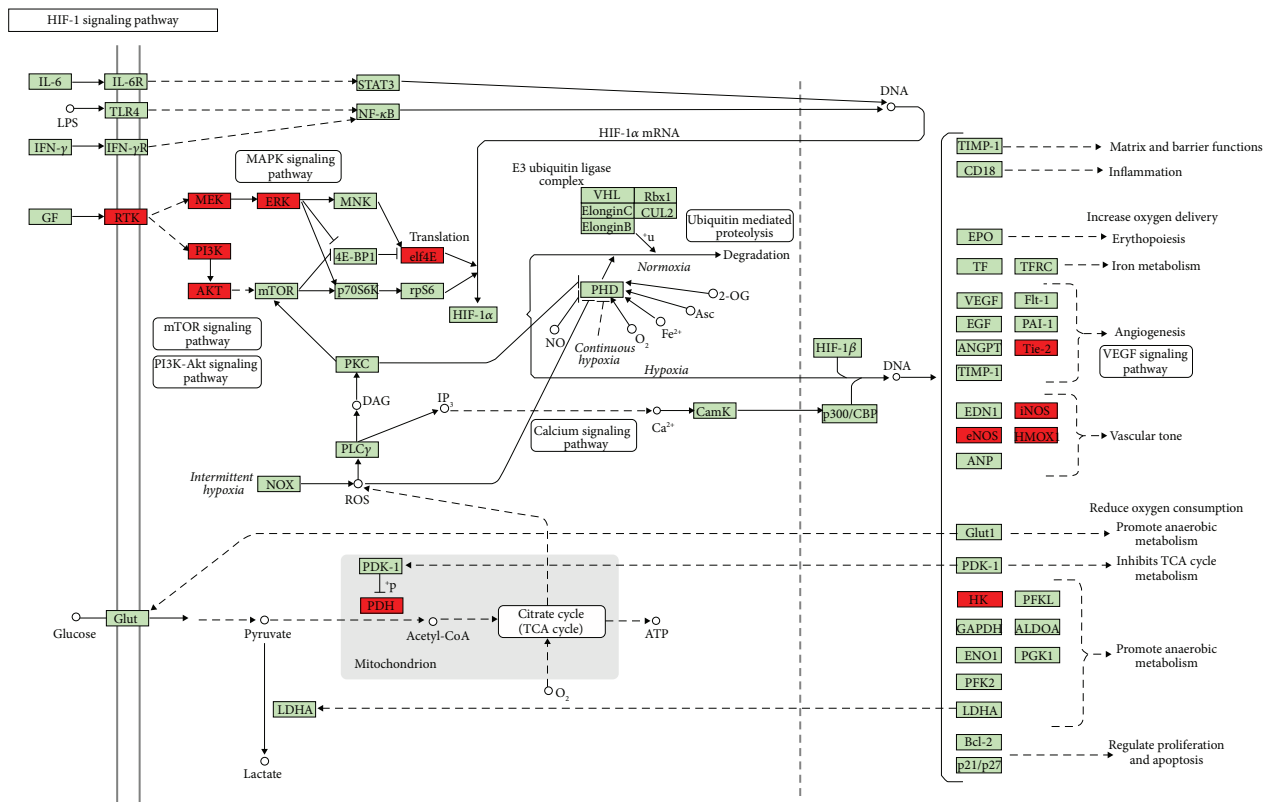 HIF-1 signaling pathway
IL-6
IL-6R
STAT3
DNA
LPS
TLR4
NF-κB
IFN-γ
IFN-γR
HIF-1α mRNA
MAPK signaling
pathway
E3 ubiquitin ligase
complex
GF
RTK
MEK
ERK
MNK
PI3K
AKT
mTOR
4E-BP1
p70S6K
Translation
elf4E
rpS6
HIF-1α
VHL
Rbx1
ElonginC
CUL2
ElonginB
+u
Ubiquitin mediated
proteolysis
Degradation
Normoxia
PHD
2-OG
Asc
Fe2+
O2
NO
Continuous
hypoxia
Hypoxia
mTOR signaling
pathway
PI3K-Akt signaling
pathway
PKC
DAG
IP3
PLCγ
Intermittent
hypoxia
NOX
ROS
Calcium signaling
pathway
Ca2+
CamK
HIF-1β
p300/CBP
DNA
TIMP-1
Matrix and barrier functions
CD18
Inflammation
Increase oxygen delivery
EPO
Erythopoiesis
TF
TFRC
Iron metabolism
VEGF
Flt-1
EGF
PAI-1
Angiogenesis
ANGPT
Tie-2
VEGF signaling
pathway
TIMP-1
EDN1
iNOS
eNOS
HMOX1
Vascular tone
ANP
Reduce oxygen consumption
Glut1
Promote anaerobic
metabolism
PDK-1
Inhibits TCA cycle
metabolism
HK
PFKL
GAPDH
ALDOA
ENO1
PGK1
Promote anaerobic
metabolism
PFK2
LDHA
Bcl-2
p21/p27
Regulate proliferation
and apoptosis
PDK-1
+p
PDH
Glucose
Glut
Pyruvate
Acetyl-CoA
Citrate cycle
(TCA cycle)
ATP
Mitochondrion
O2
LDHA
Lactate